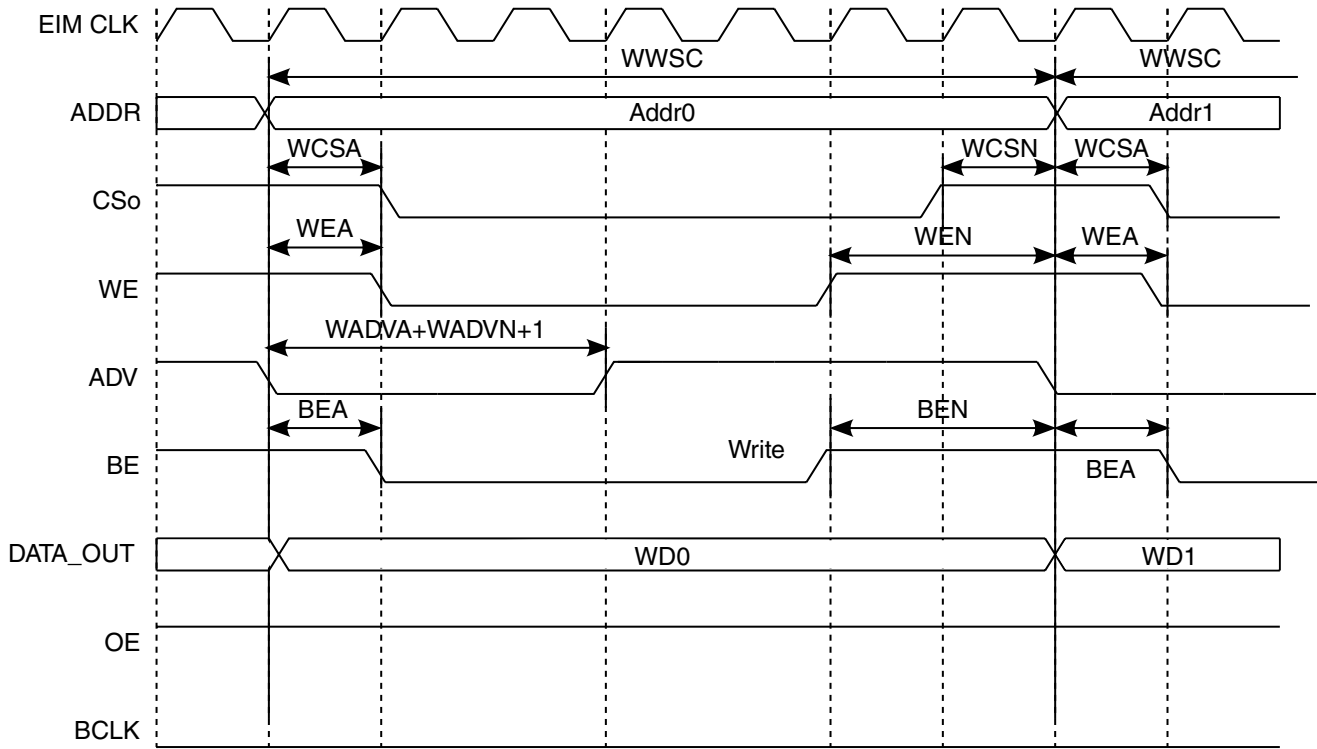 EIM CLK
WWSC WWSC
ADDR Addr0 Addr1
WCSA WCSN WCSA
CSo
WEA WEN WEA
WE
WADVA+WADVN+1
ADV
BEA BEN
BE Write BEA
DATA_OUT WD0 WD1
OE
BCLK